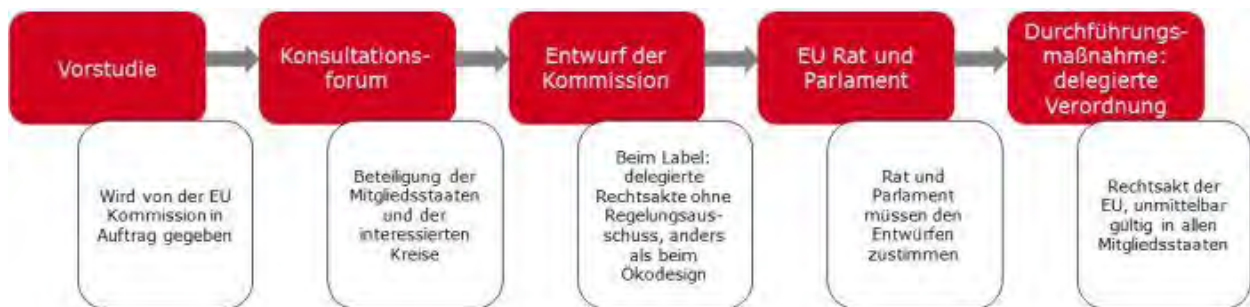 Vorstudie
Wird von der EU
Kommission in
Auftrag gegeben
Konsultations-
forum
Beteiligung der
Mitgliedsstaaten
und der
interessierten
Kreise
Entwurf der
Kommission
Beim Label:
delegierte
Rechtsakte ohne
Regelungsaus-
schuss, anders
als beim
Ökodesign
EU Rat und
Parlament
Rat und
Parlament
müssen den
Entwürfen
zustimmen
Durchführungs-
maßnahme:
delegierte
Verordnung
Rechtsakt der
EU, unmittelbar
gültig in allen
Mitgliedsstaaten